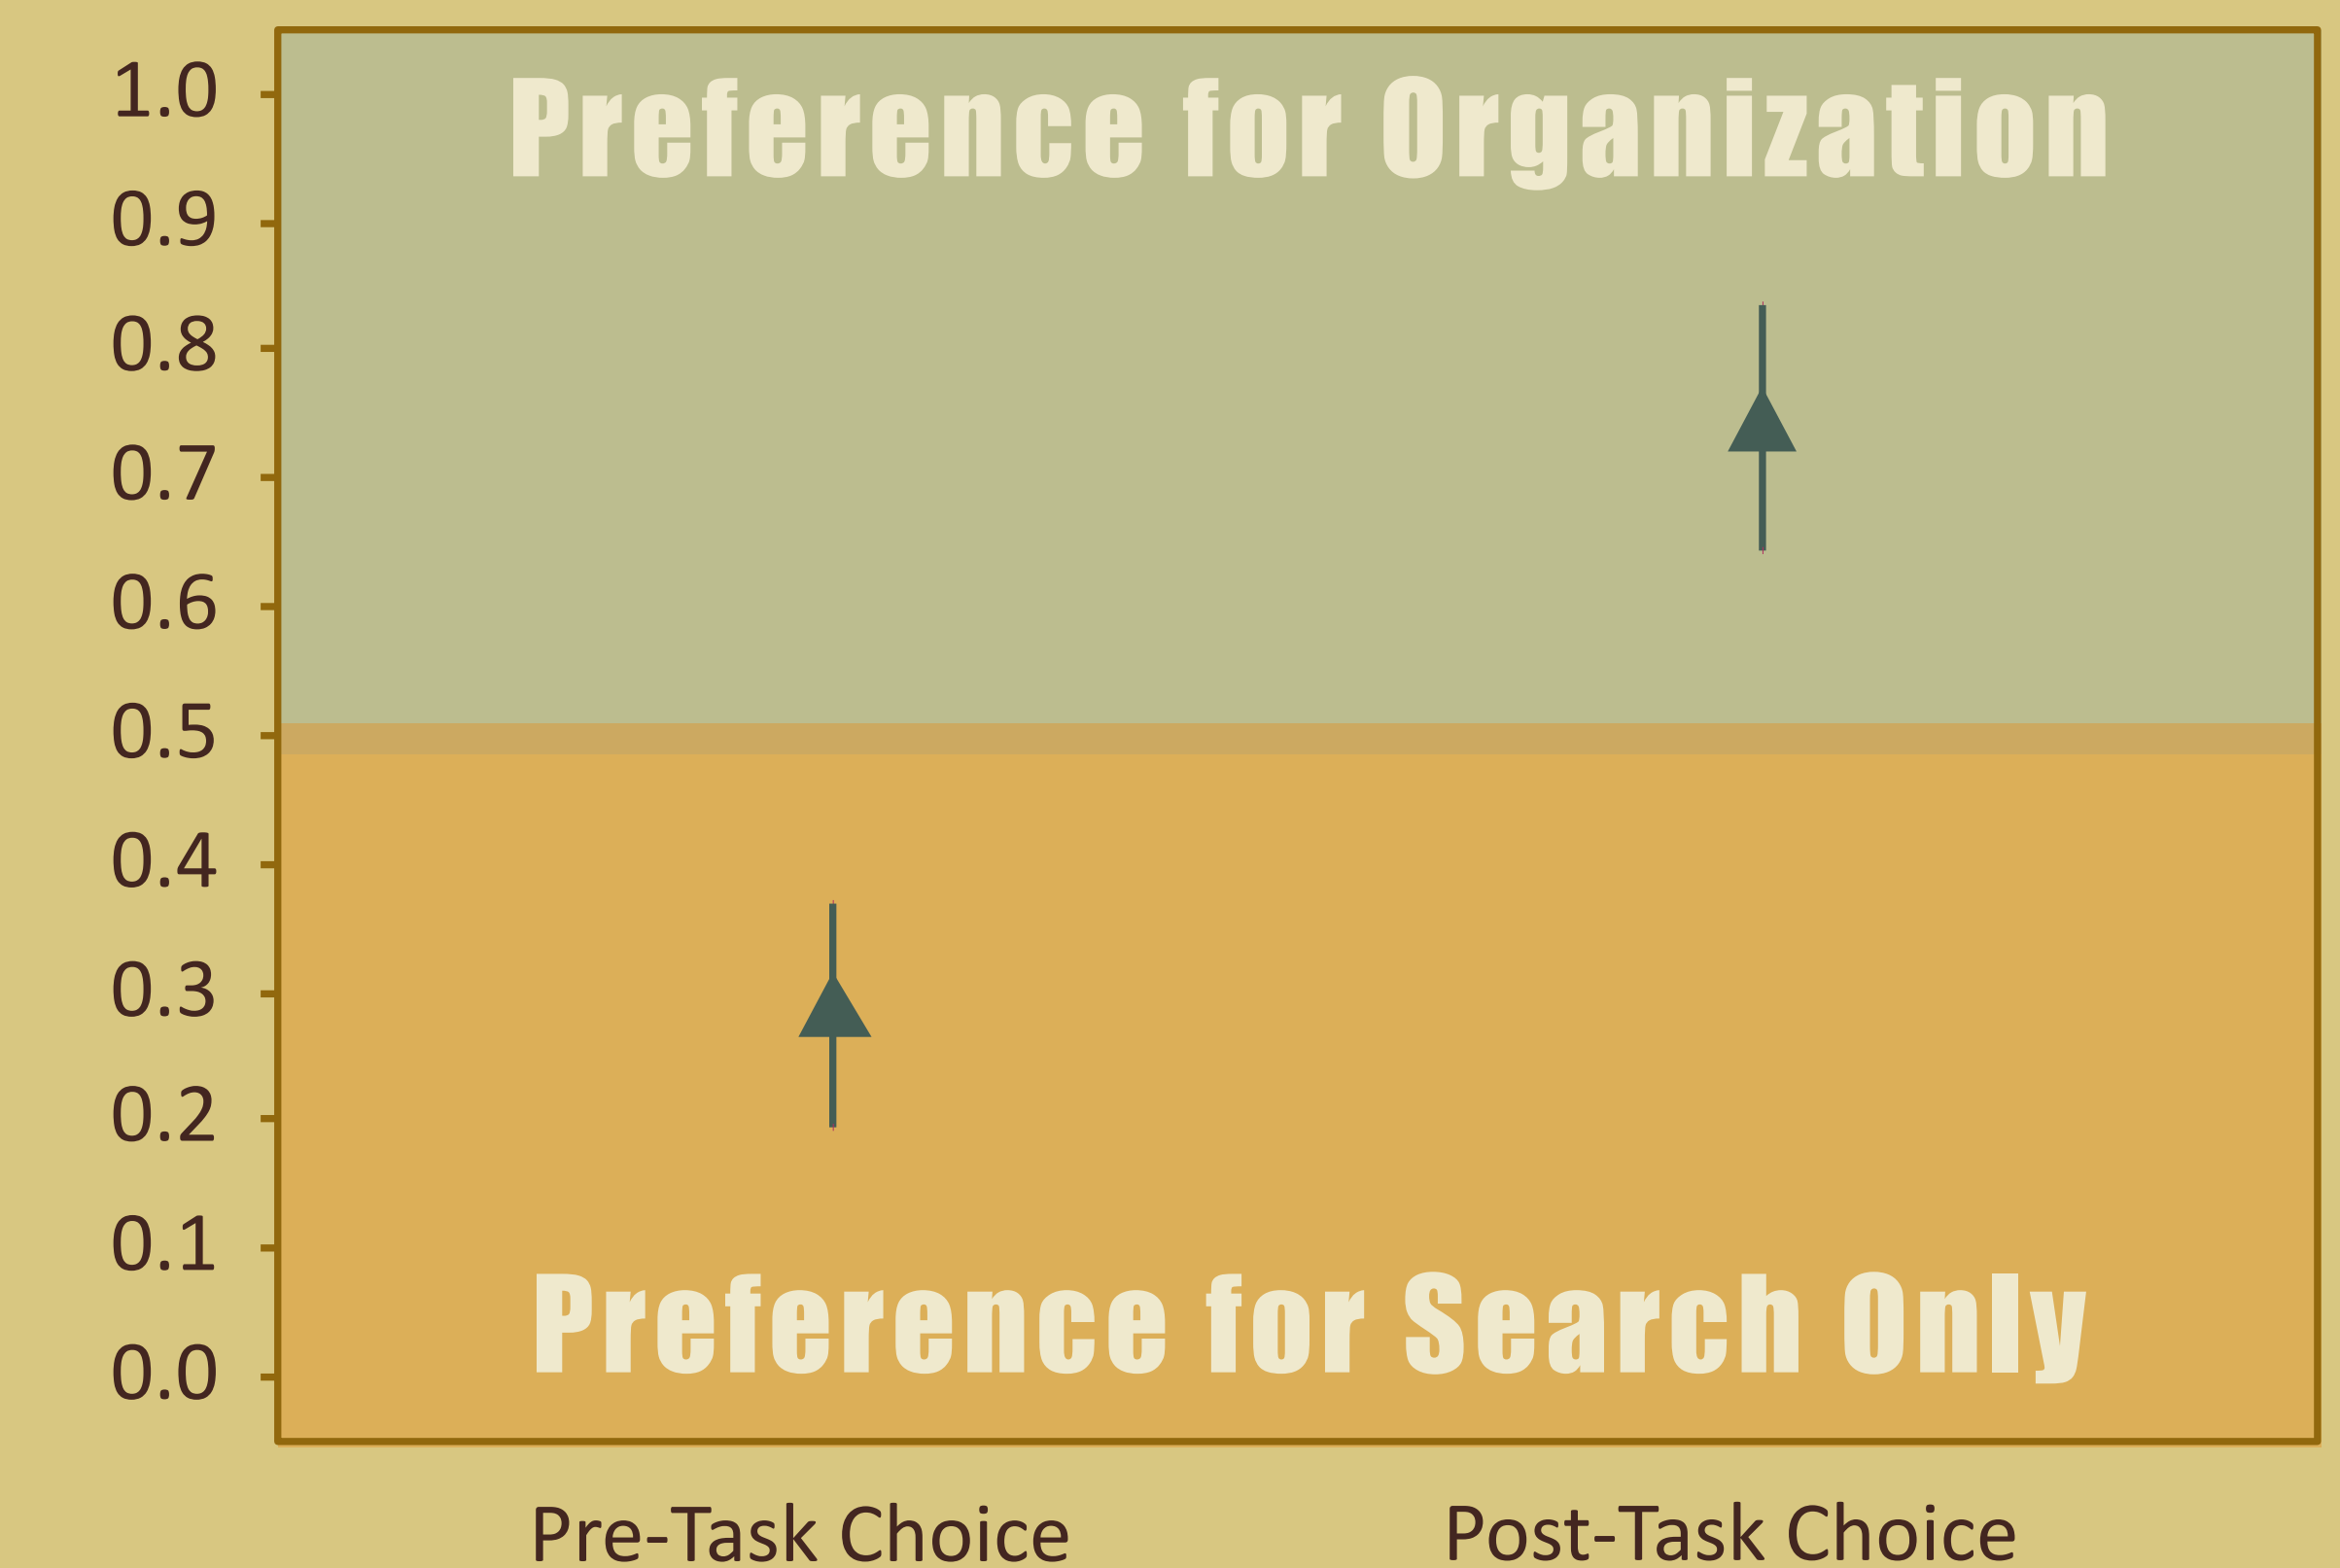 1.0
Preference for Organization
0.9
0.8
0.7
0.6
0.5
0.4
0.3
0.2
0.1
Preference for Search Only
0.0
Pre-Task Choice
Post-Task Choice